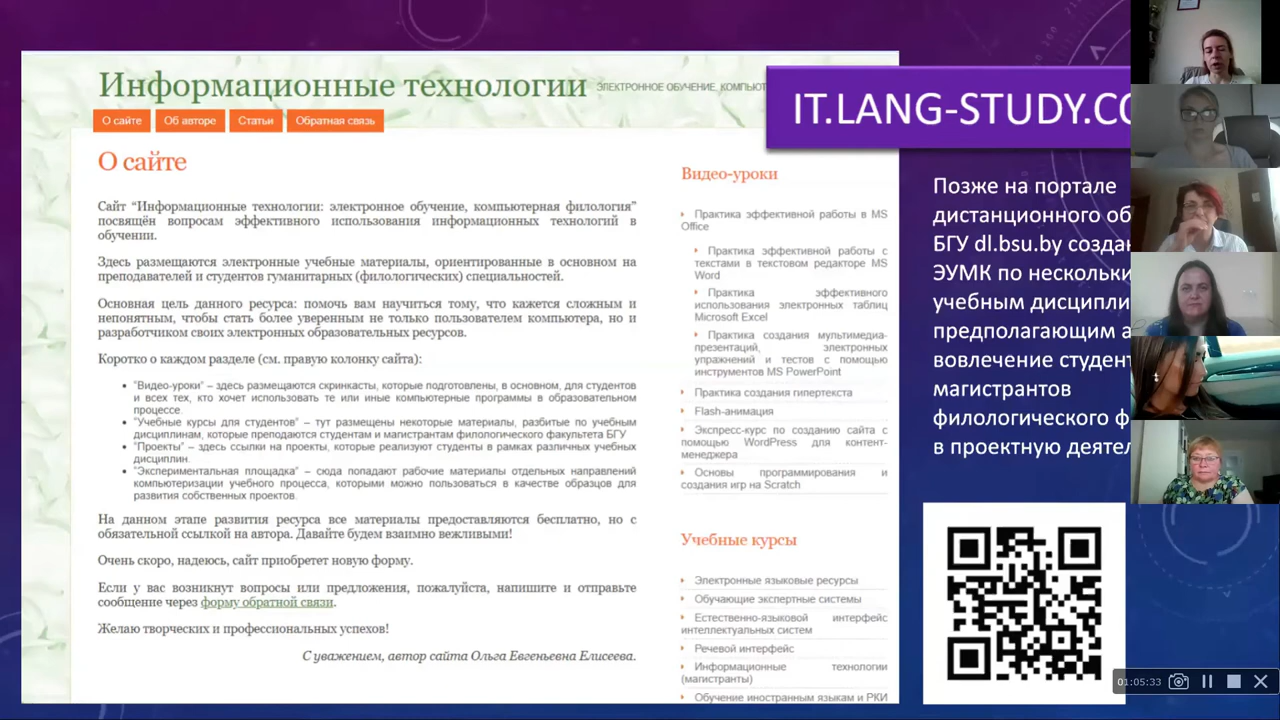 Информационные технологии
ЭЛЕКТРОННОЕ ОБУЧЕНИЕ,
О сайте
Об авторе
Статьи
Обратная связь
О сайте
Сайт “Информационные технологии: электронное обучение, компьютерная филология”
посвящён вопросам эффективного использования информационных технологий в
обучении.
Здесь размещаются электронные учебные материалы, ориентированные в основном на
преподавателей и студентов гуманитарных (филологических) специальностей.
Основная цель данного ресурса: помочь вам научиться тому, что кажется сложным и
непонятным, чтобы стать более уверенным не только пользователем компьютера, но и
разработчиком своих электронных образовательных ресурсов.
Коротко о каждом разделе (см. правую колонку сайта):
“Видео-уроки” – здесь размещаются скринкасты, которые подготовлены, в основном, для студентов
и всех тех, кто хочет использовать те или иные компьютерные программы в образовательном
процессе.
“Учебные курсы для студентов” – тут размещены некоторые материалы, разбитые по учебным
дисциплинам, которые преподаются студентам и магистрантам филологического факультета БГУ
“Проекты” – здесь ссылки на проекты, которые реализуют студенты в рамках различных учебных
дисциплин.
“Экспериментальная площадка” – сюда попадают рабочие материалы отдельных направлений
компьютеризации учебного процесса, которыми можно пользоваться в качестве образцов для
развития собственных проектов.
На данном этапе развития ресурса все материалы предоставляются бесплатно, но с
обязательной ссылкой на автора. Давайте будем взаимно вежливыми!
Очень скоро, надеюсь, сайт приобретет новую форму.
Если у вас возникнут вопросы или предложения, пожалуйста, напишите и отправьте
сообщение через форму обратной связи.
Желаю творческих и профессиональных успехов!
С уважением, автор сайта Ольга Евгеньевна Елисеева.
Видео-уроки
Практика эффективной работы в MS
Office
Практика эффективной работы с
текстами в текстовом редакторе MS
Word
Практика эффективного
использования электронных таблиц
Microsoft Excel
Практика создания мультимедиа-
презентаций, электронных
упражнений и тестов с помощью
инструментов MS PowerPoint
Практика создания гипертекста
Flash-анимация
Экспресс-курс по созданию сайта с
помощью WordPress для контент-
менеджера
Основы программирования и
создания игр на Scratch
Учебные курсы
Электронные языковые ресурсы
Обучающие экспертные системы
Естественно-языковой интерфейс
интеллектуальных систем
Речевой интерфейс
Информационные технологии
(магистранты)
Обучение иностранным языкам и РКИ
IT.LANG-STUDY.CO
Позже на портале
дистанционного об
БГУ dl.bsu.by создан
ЭУМК по нескольки
учебным дисципли
предполагающим а
вовлечение студент
магистрантов
филологического ф
в проектную деятел
01:05:33